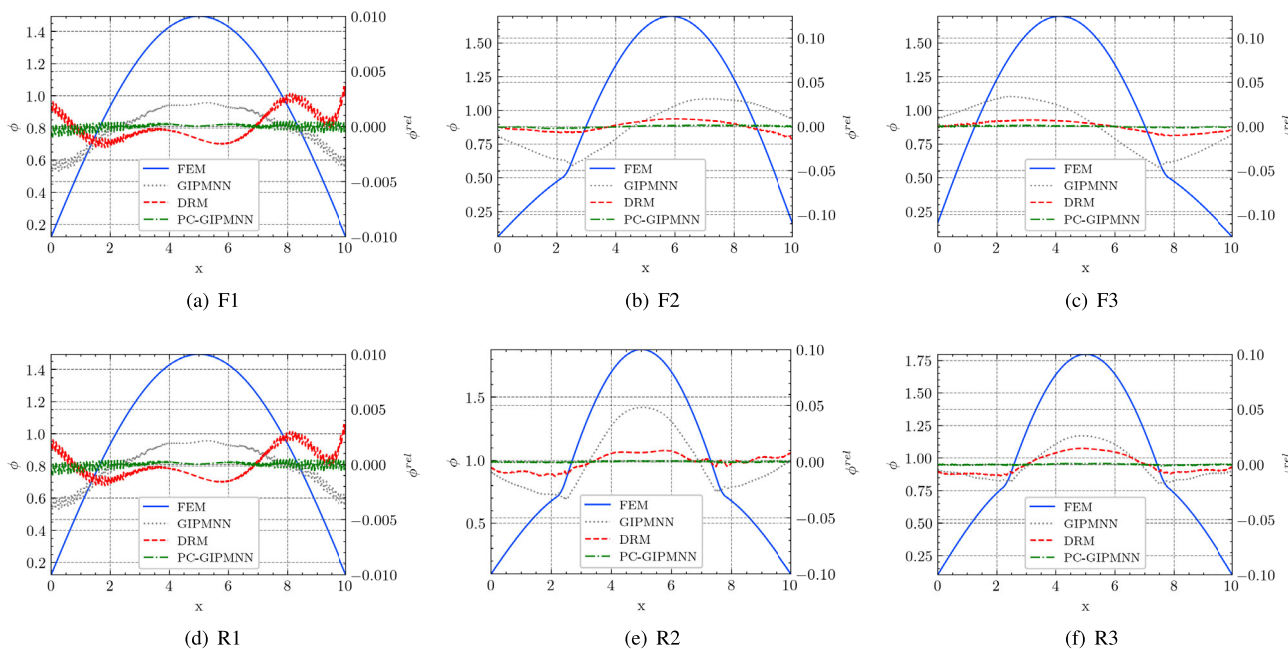 1.4
1.2
1.0
0.8
0.6
0.4
0.2
ϕ
0.010
0.005
0.000
−0.005
−0.010
ϕ^rel
FEM
GIPMNN
DRM
PC-GIPMNN
0 2 4 6 8 10
x
(a) F1
1.50
1.25
1.00
0.75
0.50
0.25
ϕ
0.10
0.05
0.00
−0.05
−0.10
ϕ^rel
FEM
GIPMNN
DRM
PC-GIPMNN
0 2 4 6 8 10
x
(b) F2
1.50
1.25
1.00
0.75
0.50
0.25
ϕ
0.10
0.05
0.00
−0.05
−0.10
ϕ^rel
FEM
GIPMNN
DRM
PC-GIPMNN
0 2 4 6 8 10
x
(c) F3
1.4
1.2
1.0
0.8
0.6
0.4
0.2
ϕ
0.010
0.005
0.000
−0.005
−0.010
ϕ^rel
FEM
GIPMNN
DRM
PC-GIPMNN
0 2 4 6 8 10
x
(d) R1
1.5
1.0
0.5
ϕ
0.10
0.05
0.00
−0.05
−0.10
ϕ^rel
FEM
GIPMNN
DRM
PC-GIPMNN
0 2 4 6 8 10
x
(e) R2
1.75
1.50
1.25
1.00
0.75
0.50
0.25
ϕ
0.10
0.05
0.00
−0.05
−0.10
ϕ^rel
FEM
GIPMNN
DRM
PC-GIPMNN
0 2 4 6 8 10
x
(f) R3